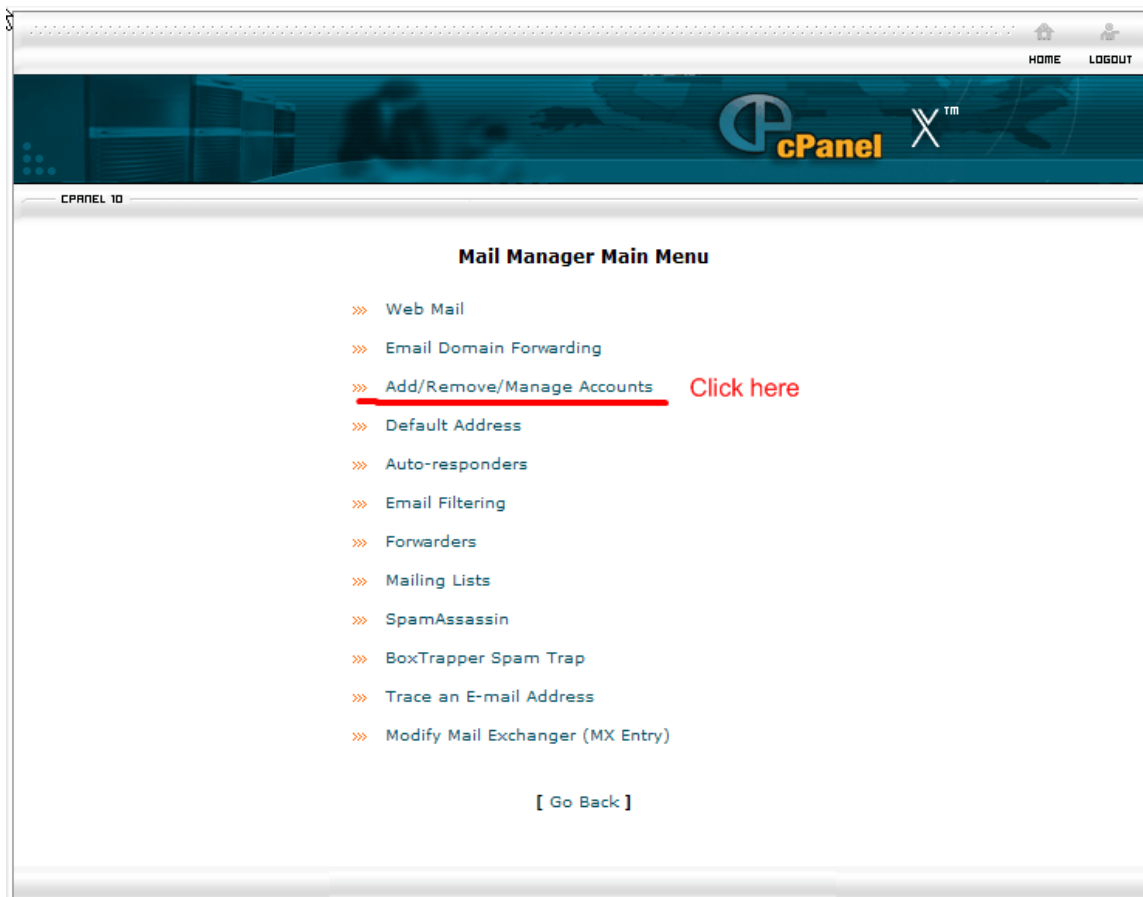 HOME LOGOUT
cPanel X™
CPANEL 10
Mail Manager Main Menu
»» Web Mail
»» Email Domain Forwarding
»» Add/Remove/Manage Accounts Click here
»» Default Address
»» Auto-responders
»» Email Filtering
»» Forwarders
»» Mailing Lists
»» SpamAssassin
»» BoxTrapper Spam Trap
»» Trace an E-mail Address
»» Modify Mail Exchanger (MX Entry)
[ Go Back ]